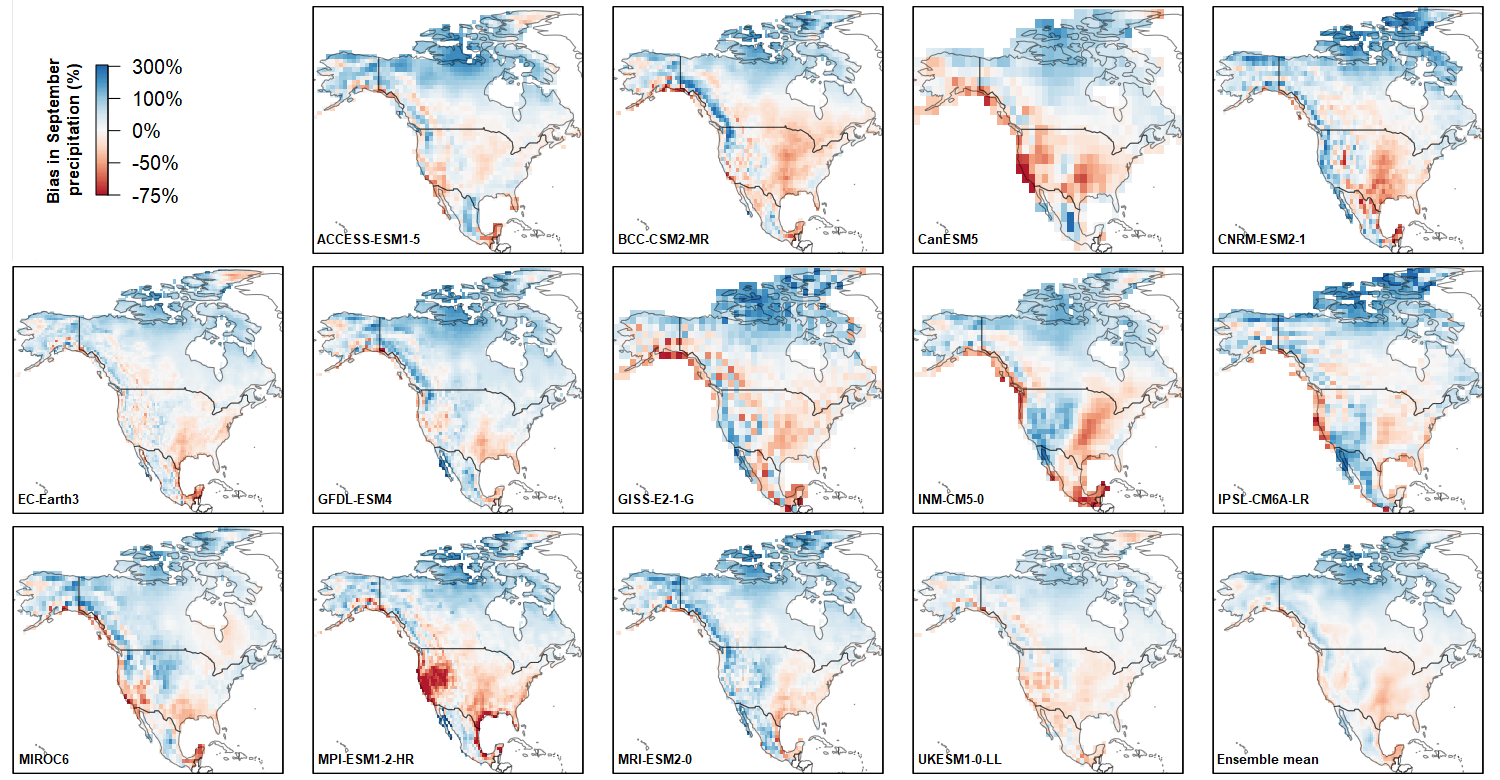 Bias in September
precipitation (%)
300%
100%
0%
-50%
-75%
ACCESS-ESM1-5
BCC-CSM2-MR
CanESM5
CNRM-ESM2-1
EC-Earth3
GFDL-ESM4
GISS-E2-1-G
INM-CM5-0
IPSL-CM6A-LR
MIROC6
MPI-ESM1-2-HR
MRI-ESM2-0
UKESM1-0-LL
Ensemble mean